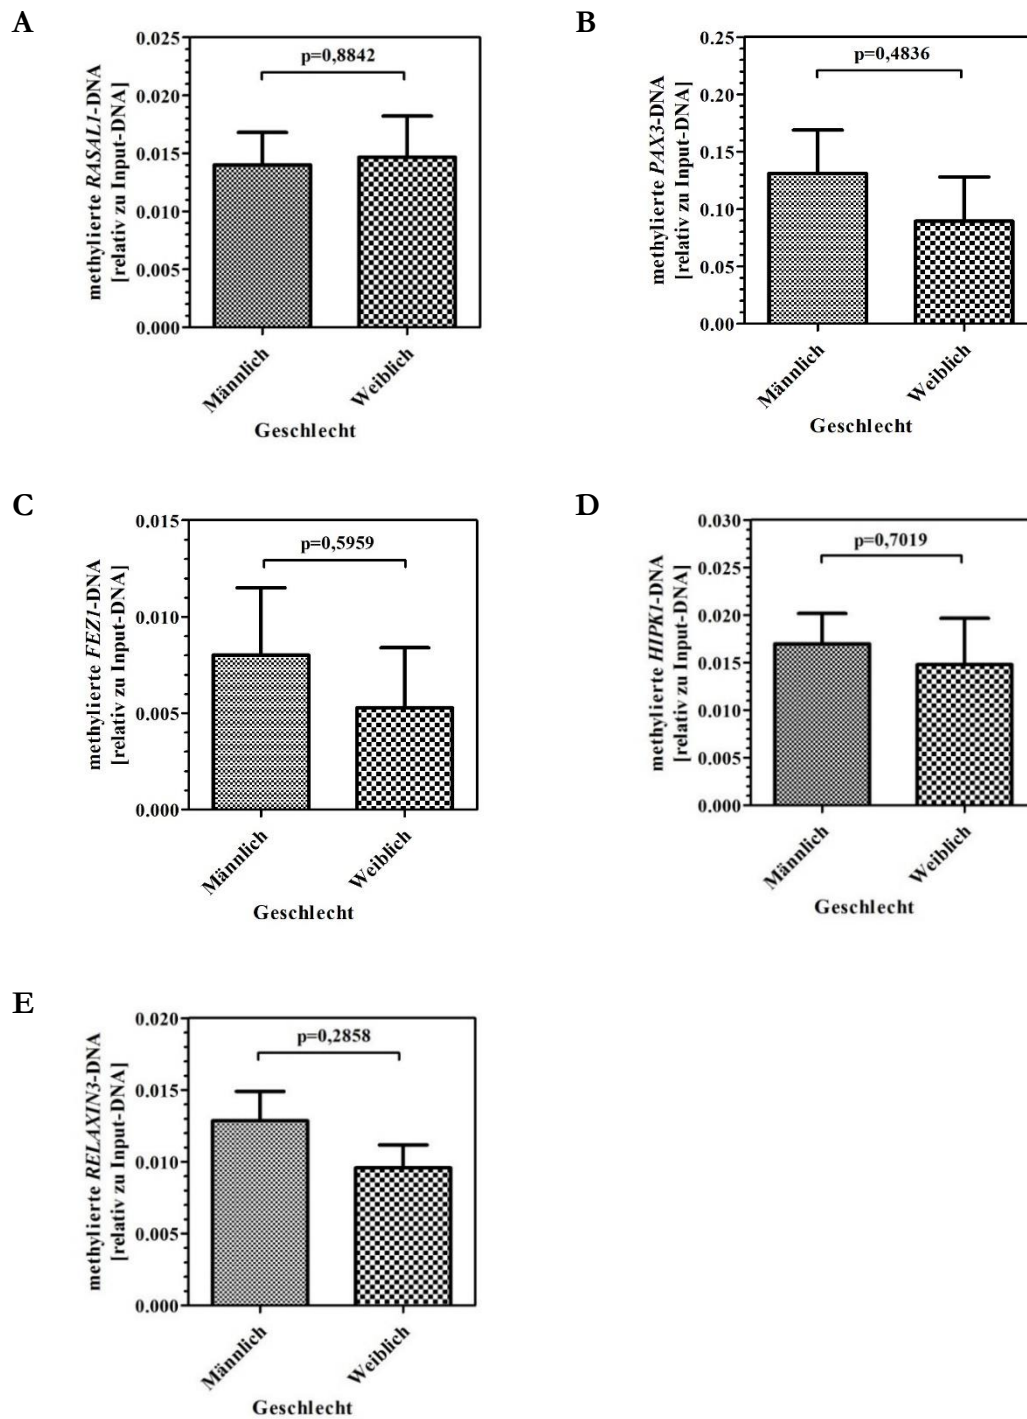 A
methylierte RASAL1-DNA
[relativ zu Input-DNA]
0.025
0.020
0.015
0.010
0.005
0.000
p=0,8842
Männlich
Weiblich
Geschlecht
B
methylierte PAX3-DNA
[relativ zu Input-DNA]
0.25
0.20
0.15
0.10
0.05
0.00
p=0,4836
Männlich
Weiblich
Geschlecht
C
methylierte FEZ1-DNA
[relativ zu Input-DNA]
0.015
0.010
0.005
0.000
p=0,5959
Männlich
Weiblich
Geschlecht
D
methylierte HIPK1-DNA
[relativ zu Input-DNA]
0.030
0.025
0.020
0.015
0.010
0.005
0.000
p=0,7019
Männlich
Weiblich
Geschlecht
E
methylierte RELAXIN3-DNA
[relativ zu Input-DNA]
0.020
0.015
0.010
0.005
0.000
p=0,2858
Männlich
Weiblich
Geschlecht